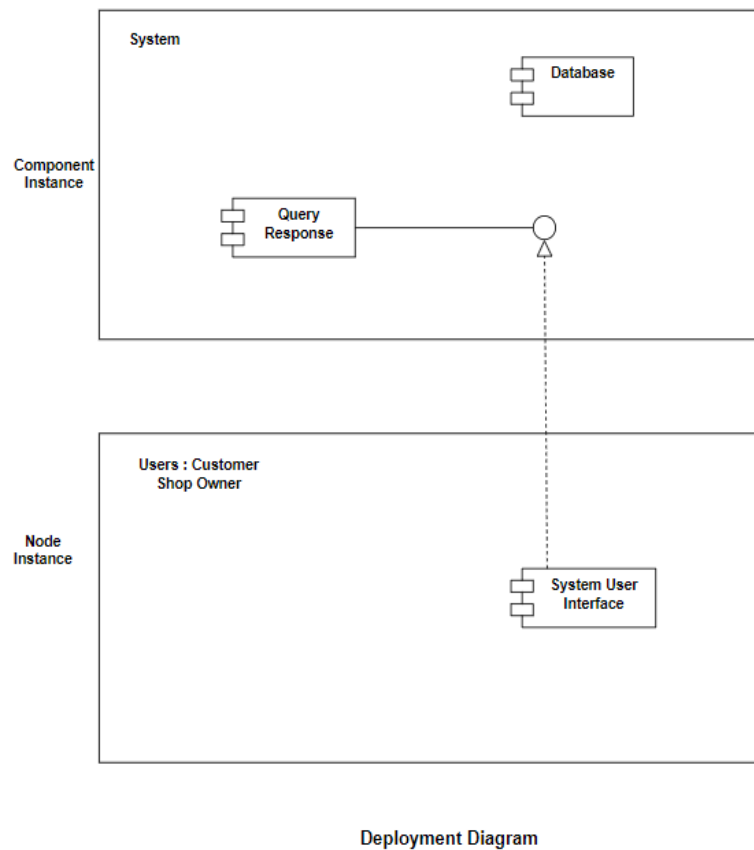 System
Database
Component
Instance
Query
Response
Users : Customer
Shop Owner
Node
Instance
System User
Interface
Deployment Diagram